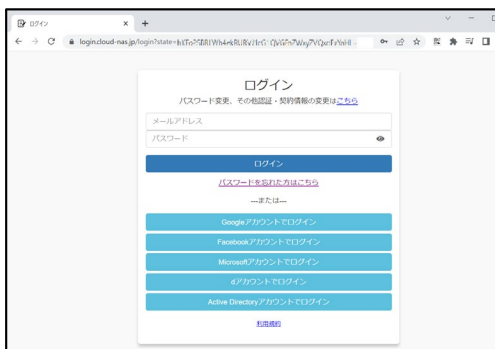 ログイン
login.cloud-nas.jp/login?state=
ログイン
パスワード変更、その他認証・契約情報の変更はこちら
メールアドレス
パスワード
ログイン
パスワードを忘れた方はこちら
---または---
Googleアカウントでログイン
Facebookアカウントでログイン
Microsoftアカウントでログイン
dアカウントでログイン
Active Directoryアカウントでログイン
利用規約